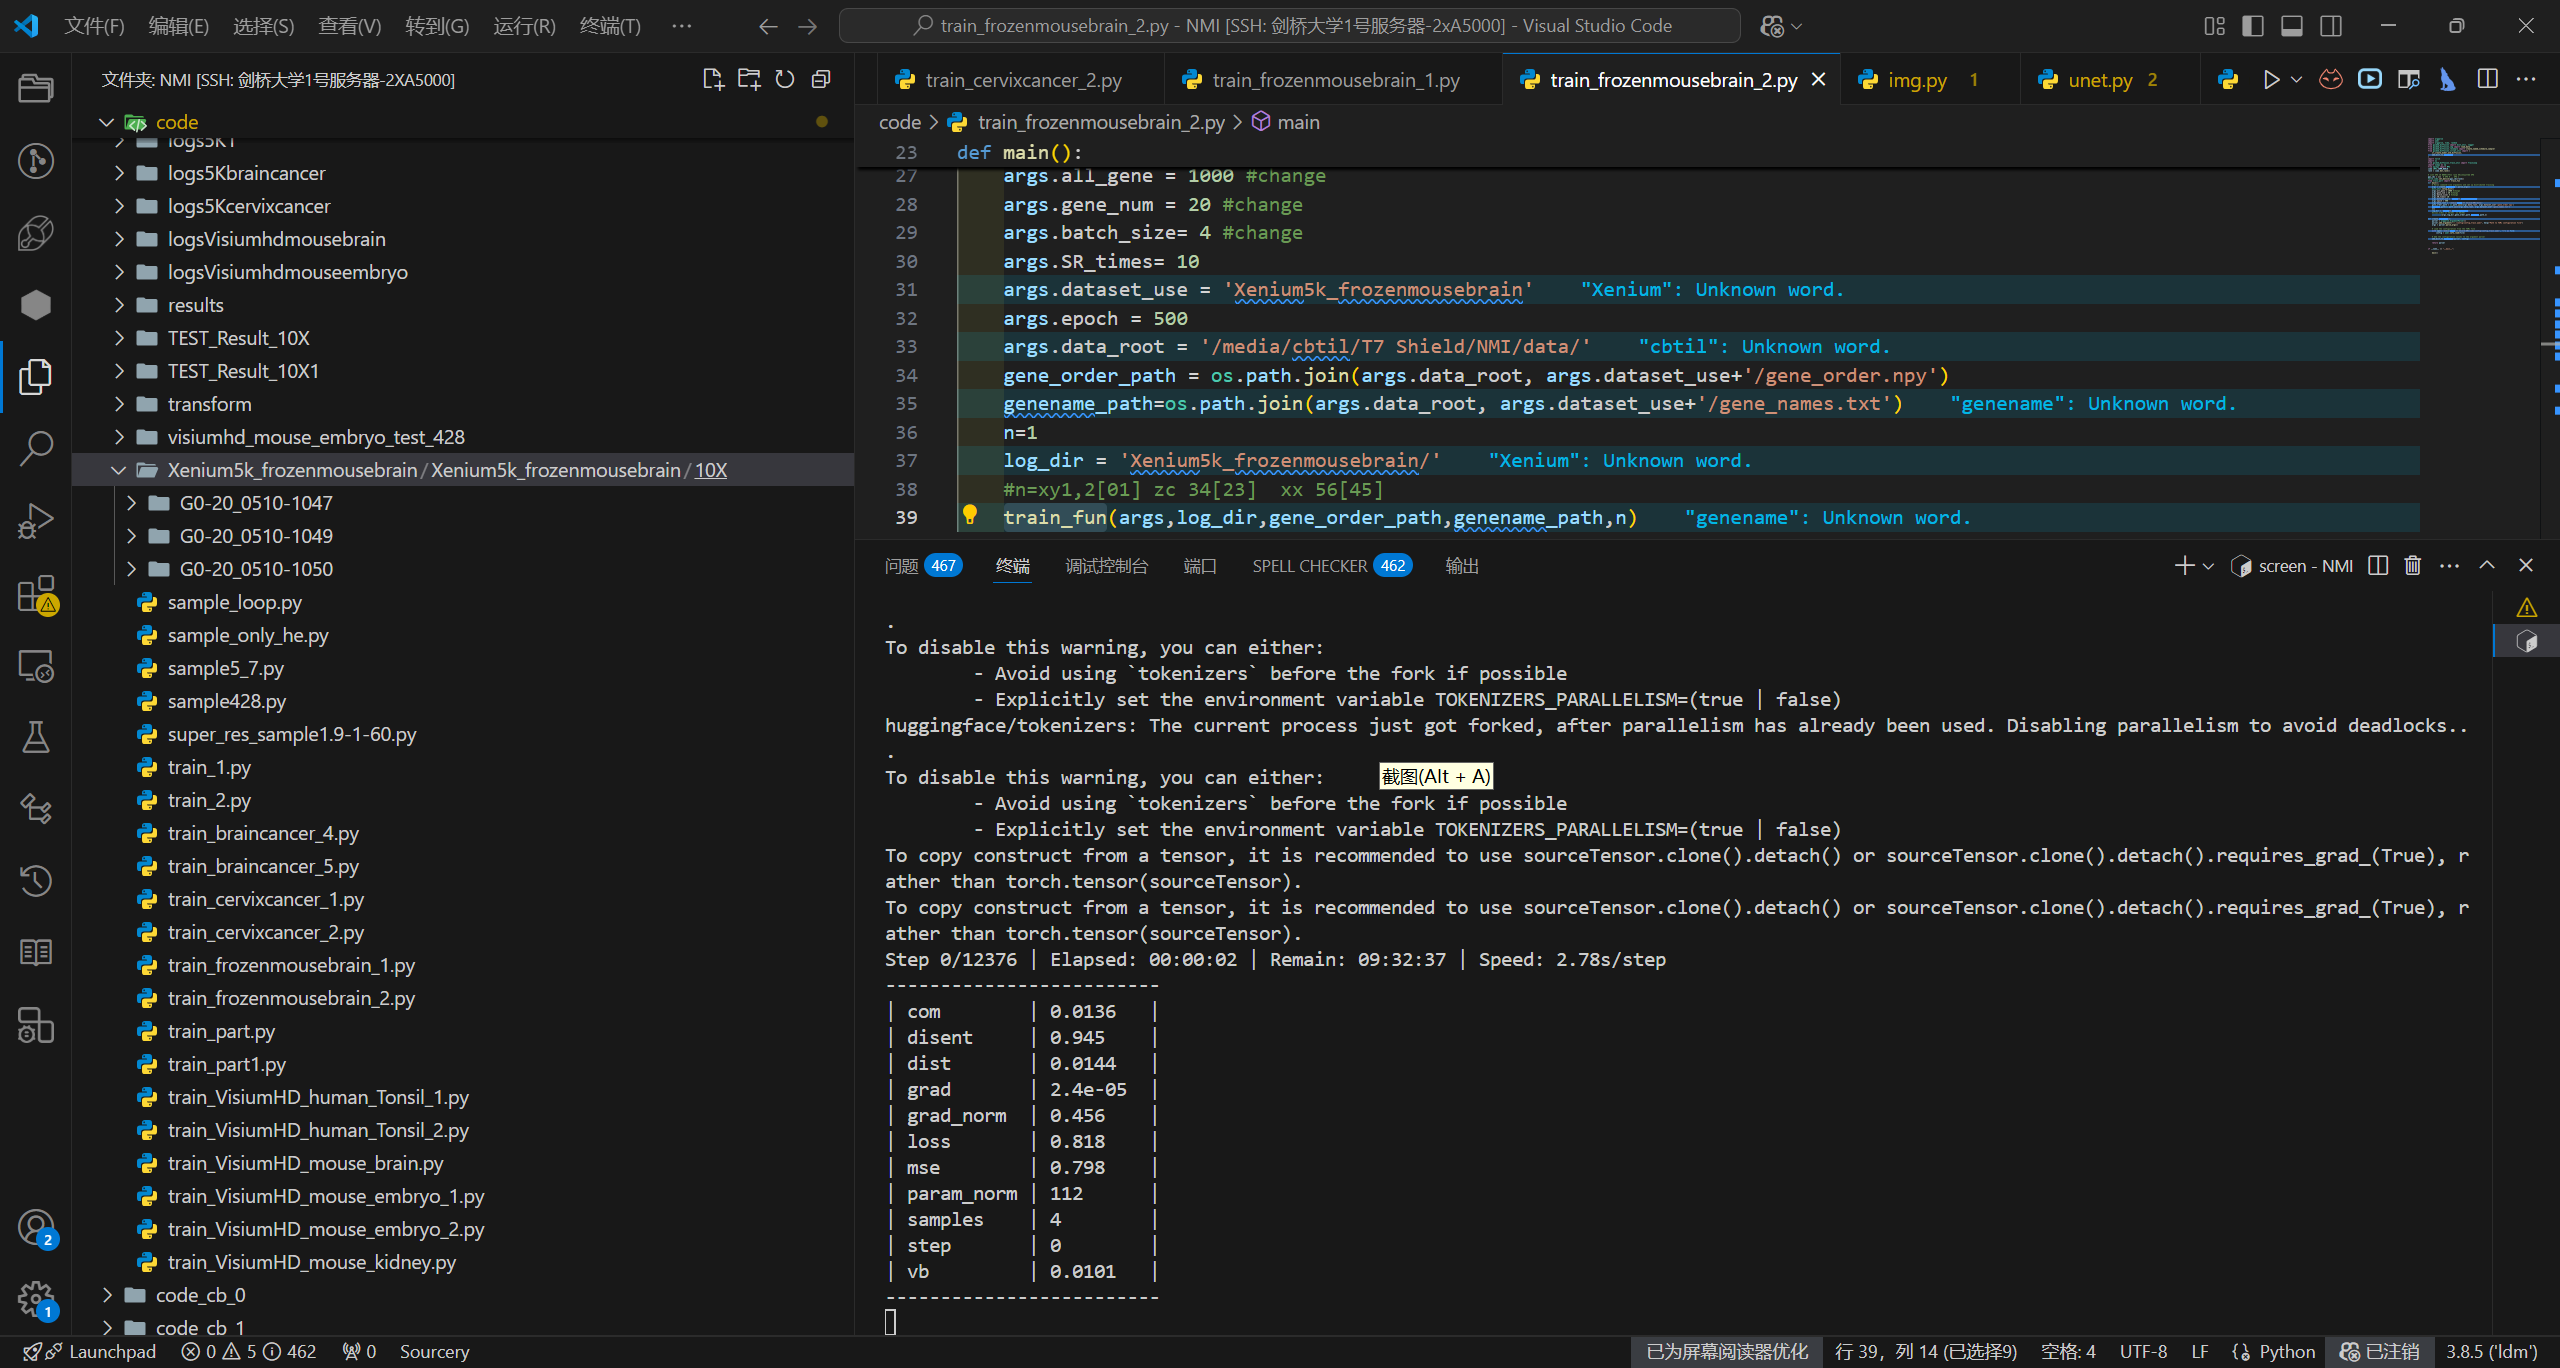 文件(F) 编辑(E) 选择(S) 查看(V) 转到(G) 运行(R) 终端(T) ···
train_frozenmousebrain_2.py - NMI [SSH: 剑桥大学1号服务器-2xA5000] - Visual Studio Code
文件夹: NMI [SSH: 剑桥大学1号服务器-2XA5000]
code
logs5K1
logs5Kbraincancer
logs5Kcervixcancer
logsVisiumhdmousebrain
logsVisiumhdmouseembryo
results
TEST_Result_10X
TEST_Result_10X1
transform
visiumhd_mouse_embryo_test_428
Xenium5k_frozenmousebrain/Xenium5k_frozenmousebrain/10X
G0-20_0510-1047
G0-20_0510-1049
G0-20_0510-1050
sample_loop.py
sample_only_he.py
sample5_7.py
sample428.py
super_res_sample1.9-1-60.py
train_1.py
train_2.py
train_braincancer_4.py
train_braincancer_5.py
train_cervixcancer_1.py
train_cervixcancer_2.py
train_frozenmousebrain_1.py
train_frozenmousebrain_2.py
train_part.py
train_part1.py
train_VisiumHD_human_Tonsil_1.py
train_VisiumHD_human_Tonsil_2.py
train_VisiumHD_mouse_brain.py
train_VisiumHD_mouse_embryo_1.py
train_VisiumHD_mouse_embryo_2.py
train_VisiumHD_mouse_kidney.py
code_cb_0
code_cb_1
2
1
train_cervixcancer_2.py train_frozenmousebrain_1.py train_frozenmousebrain_2.py img.py 1 unet.py 2
code > train_frozenmousebrain_2.py > main
23 def main():
27 args.all_gene = 1000 #change
28 args.gene_num = 20 #change
29 args.batch_size= 4 #change
30 args.SR_times= 10
31 args.dataset_use = 'Xenium5k_frozenmousebrain' "Xenium": Unknown word.
32 args.epoch = 500
33 args.data_root = '/media/cbtil/T7 Shield/NMI/data/' "cbtil": Unknown word.
34 gene_order_path = os.path.join(args.data_root, args.dataset_use+'/gene_order.npy')
35 genename_path=os.path.join(args.data_root, args.dataset_use+'/gene_names.txt') "genename": Unknown word.
36 n=1
37 log_dir = 'Xenium5k_frozenmousebrain/' "Xenium": Unknown word.
38 #n=xy1,2[01] zc 34[23] xx 56[45]
39 train_fun(args,log_dir,gene_order_path,genename_path,n) "genename": Unknown word.
问题 467 终端 调试控制台 端口 SPELL CHECKER 462 输出 screen - NMI
.
To disable this warning, you can either:
- Avoid using `tokenizers` before the fork if possible
- Explicitly set the environment variable TOKENIZERS_PARALLELISM=(true | false)
huggingface/tokenizers: The current process just got forked, after parallelism has already been used. Disabling parallelism to avoid deadlocks..
.
To disable this warning, you can either:
截图(Alt + A)
- Avoid using `tokenizers` before the fork if possible
- Explicitly set the environment variable TOKENIZERS_PARALLELISM=(true | false)
To copy construct from a tensor, it is recommended to use sourceTensor.clone().detach() or sourceTensor.clone().detach().requires_grad_(True), r
ather than torch.tensor(sourceTensor).
To copy construct from a tensor, it is recommended to use sourceTensor.clone().detach() or sourceTensor.clone().detach().requires_grad_(True), r
ather than torch.tensor(sourceTensor).
Step 0/12376 | Elapsed: 00:00:02 | Remain: 09:32:37 | Speed: 2.78s/step
-------------------------
| com | 0.0136 |
| disent | 0.945 |
| dist | 0.0144 |
| grad | 2.4e-05 |
| grad_norm | 0.456 |
| loss | 0.818 |
| mse | 0.798 |
| param_norm | 112 |
| samples | 4 |
| step | 0 |
| vb | 0.0101 |
-------------------------
Launchpad 0 5 462 0 Sourcery 已为屏幕阅读器优化 行 39，列 14 (已选择9) 空格: 4 UTF-8 LF Python 已注销 3.8.5 ('ldm')